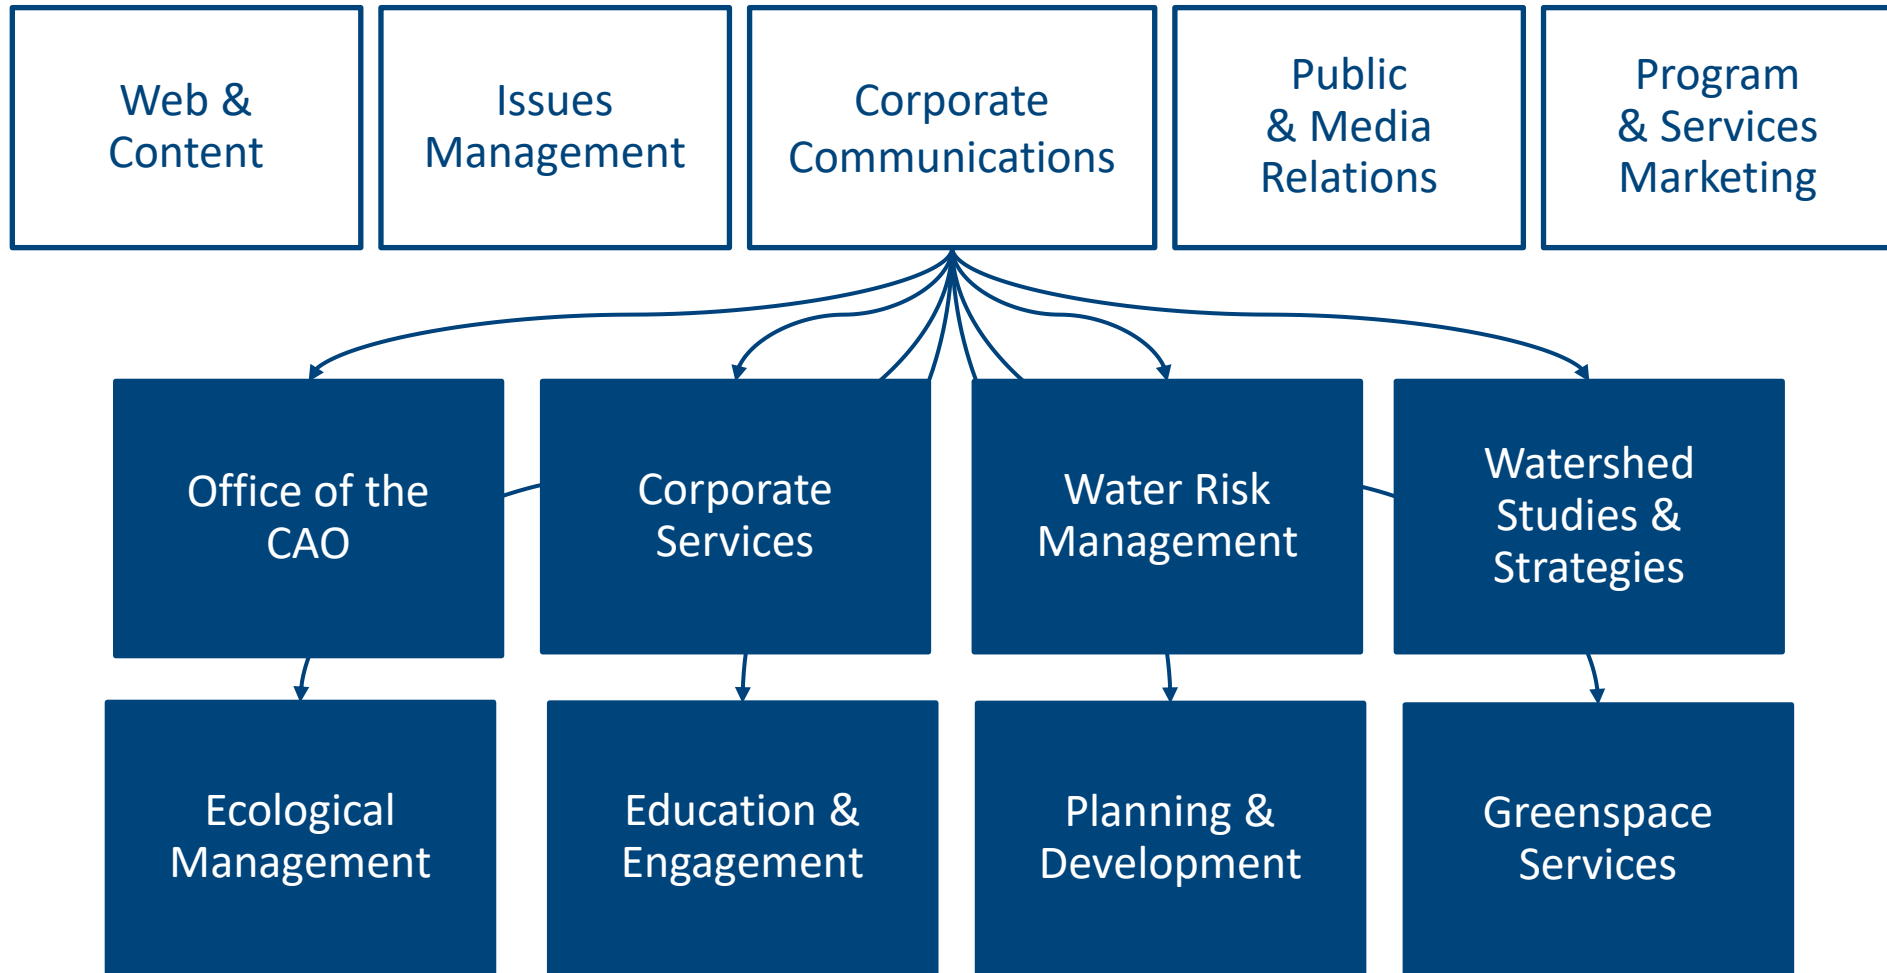 Web &
Content
Issues
Management
Corporate
Communications
Public
& Media
Relations
Program
& Services
Marketing
Office of the
CAO
Corporate
Services
Water Risk
Management
Watershed
Studies &
Strategies
Ecological
Management
Education &
Engagement
Planning &
Development
Greenspace
Services